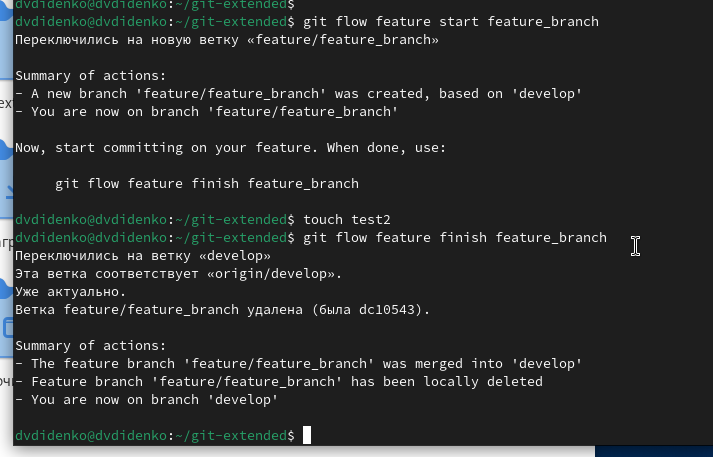 dvdidenko@dvdidenko:~/git-extended$
dvdidenko@dvdidenko:~/git-extended$ git flow feature start feature_branch
Переключились на новую ветку «feature/feature_branch»
Summary of actions:
- A new branch 'feature/feature_branch' was created, based on 'develop'
- You are now on branch 'feature/feature_branch'
Now, start committing on your feature. When done, use:
git flow feature finish feature_branch
dvdidenko@dvdidenko:~/git-extended$ touch test2
dvdidenko@dvdidenko:~/git-extended$ git flow feature finish feature_branch
Переключились на ветку «develop»
Эта ветка соответствует «origin/develop».
Уже актуально.
Ветка feature/feature_branch удалена (была dc10543).
Summary of actions:
- The feature branch 'feature/feature_branch' was merged into 'develop'
- Feature branch 'feature/feature_branch' has been locally deleted
- You are now on branch 'develop'
dvdidenko@dvdidenko:~/git-extended$